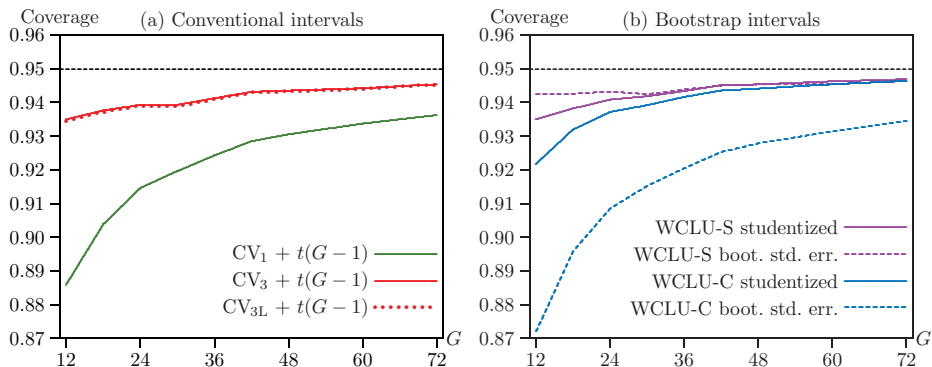 Coverage (a) Conventional intervals
0.96
0.95
0.94
0.93
0.92
0.91
0.90
0.89
0.88
0.87
CV₁ + t(G − 1)
CV₃ + t(G − 1)
CV₃L + t(G − 1)
12 24 36 48 60 72 G
Coverage (b) Bootstrap intervals
0.96
0.95
0.94
0.93
0.92
0.91
0.90
0.89
0.88
0.87
WCLU-S studentized
WCLU-S boot. std. err.
WCLU-C studentized
WCLU-C boot. std. err.
12 24 36 48 60 72 G